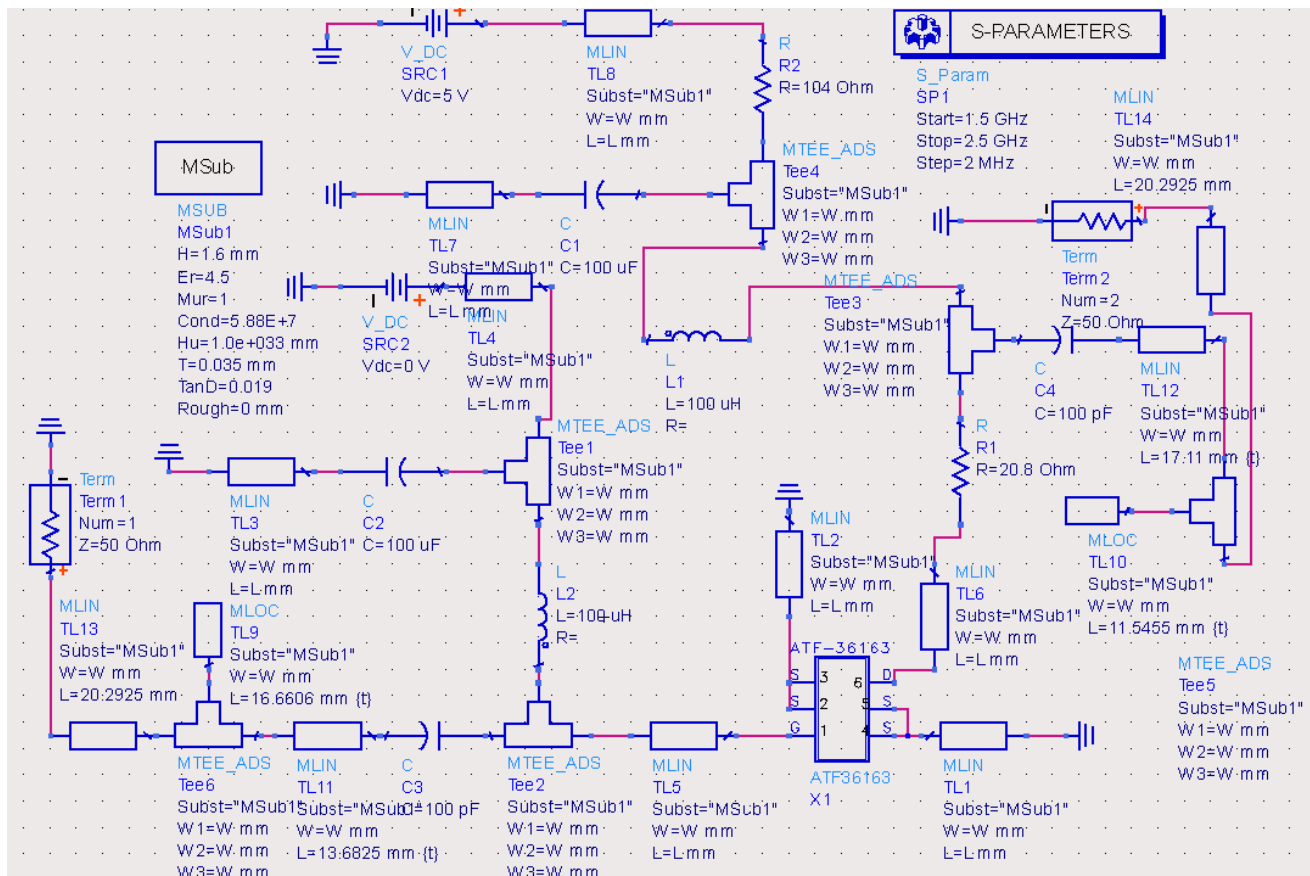 S-PARAMETERS
S_Param
SP1
Start=1.5 GHz
Stop=2.5 GHz
Step=2 MHz
V_DC
SRC1
Vdc=5 V
MLIN
TL8
Subst="MSub1"
W=W mm
L=L mm
R
R2
R=104 Ohm
MLIN
TL14
Subst="MSub1"
W=W mm
L=20.2925 mm
MSub
MSUB
MSub1
H=1.6 mm
Er=4.5
Mur=1
Cond=5.88E+7
Hu=1.0e+033 mm
T=0.035 mm
TanD=0.019
Rough=0 mm
MTEE_ADS
Tee4
Subst="MSub1"
W1=W mm
W2=W mm
W3=W mm
MLIN
TL7
Subst="MSub1"
W=W mm
L=L mm
C
C1
C=100 uF
Term
Term2
Num=2
Z=50 Ohm
V_DC
SRC2
Vdc=0 V
MLIN
TL4
Subst="MSub1"
W=W mm
L=L mm
MTEE_ADS
Tee3
Subst="MSub1"
W1=W mm
W2=W mm
W3=W mm
L
L1
L=100 uH
R=
C
C4
C=100 pF
MLIN
TL12
Subst="MSub1"
W=W mm
L=17.11 mm {t}
MTEE_ADS
Tee1
Subst="MSub1"
W1=W mm
W2=W mm
W3=W mm
R
R1
R=20.8 Ohm
Term
Term1
Num=1
Z=50 Ohm
MLIN
TL3
Subst="MSub1"
W=W mm
L=L mm
C
C2
C=100 uF
MLIN
TL2
Subst="MSub1"
W=W mm
L=L mm
MLOC
TL10
Subst="MSub1"
W=W mm
L=11.5455 mm {t}
L
L2
L=100 uH
R=
MLIN
TL6
Subst="MSub1"
W=W mm
L=L mm
MLIN
TL13
Subst="MSub1"
W=W mm
L=20.2925 mm
MLOC
TL9
Subst="MSub1"
W=W mm
L=16.6606 mm {t}
ATF-36163
S 3 6 D
S 2 5 S
G 1 4 S
ATF36163
X1
MTEE_ADS
Tee5
Subst="MSub1"
W1=W mm
W2=W mm
W3=W mm
MTEE_ADS
Tee6
Subst="MSub1"
W1=W mm
W2=W mm
W3=W mm
MLIN
TL11
Subst="MSub1"
W=W mm
L=13.6825 mm {t}
C
C3
C=100 pF
MTEE_ADS
Tee2
Subst="MSub1"
W1=W mm
W2=W mm
W3=W mm
MLIN
TL5
Subst="MSub1"
W=W mm
L=L mm
MLIN
TL1
Subst="MSub1"
W=W mm
L=L mm